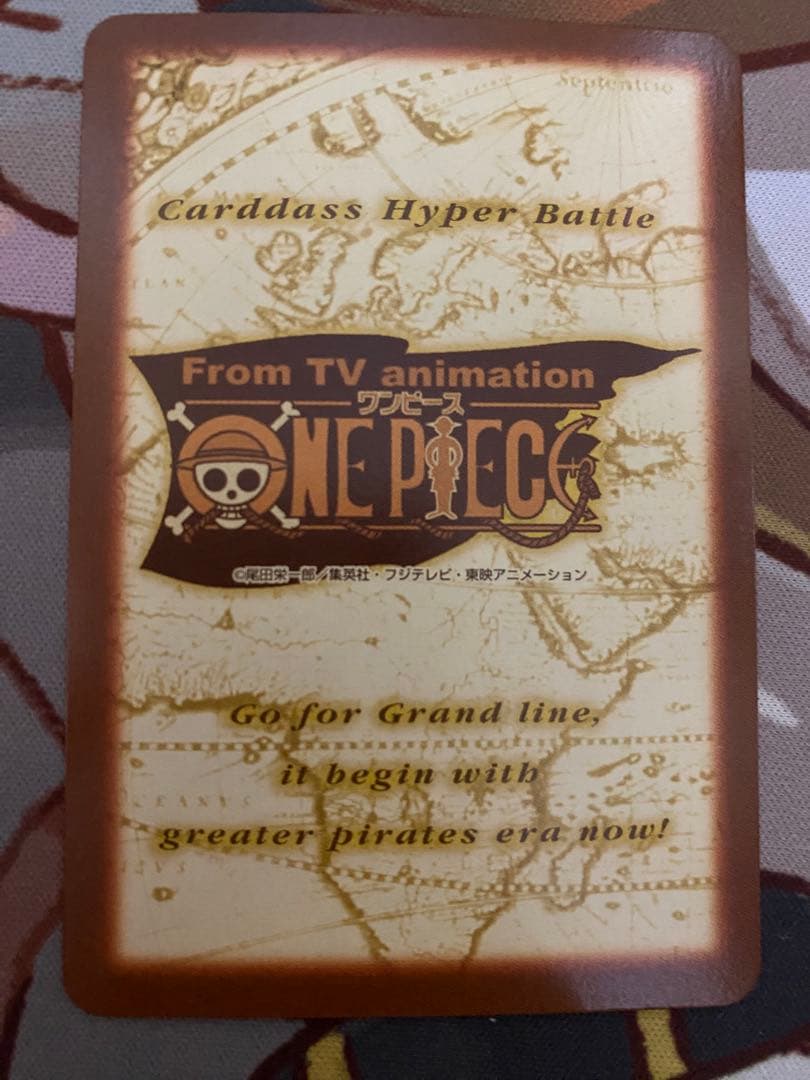 Septentrio
Carddass Hyper Battle
From TV animation
ワンピース
ONE PIECE
©尾田栄一郎／集英社・フジテレビ・東映アニメーション
Go for Grand line,
it begin with
greater pirates era now!